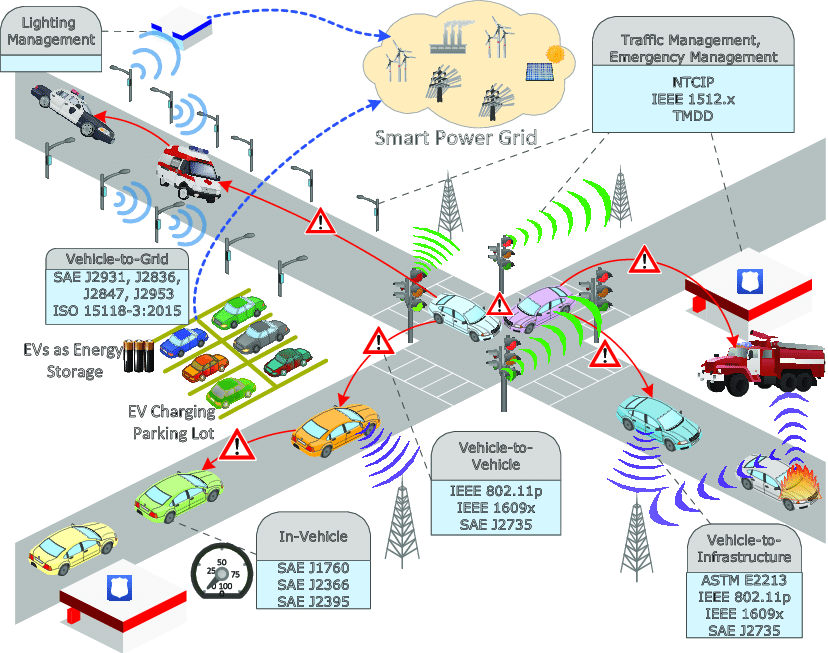 Lighting
Management
Smart Power Grid
Traffic Management,
Emergency Management
NTCIP
IEEE 1512.x
TMDD
Vehicle-to-Grid
SAE J2931, J2836,
J2847, J2953
ISO 15118-3:2015
EVs as Energy
Storage
EV Charging
Parking Lot
!
!
!
!
!
!
Vehicle-to-
Vehicle
IEEE 802.11p
IEEE 1609x
SAE J2735
In-Vehicle
SAE J1760
SAE J2366
SAE J2395
50
25 75
0 100
Vehicle-to-
Infrastructure
ASTM E2213
IEEE 802.11p
IEEE 1609x
SAE J2735